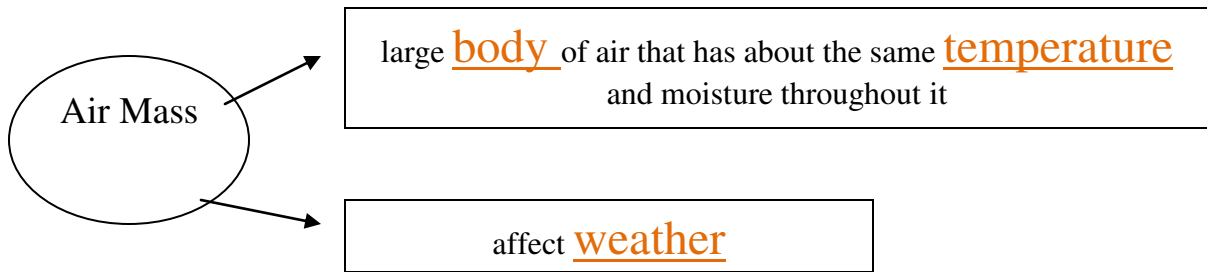 large body of air that has about the same temperature
and moisture throughout it
Air Mass
affect weather